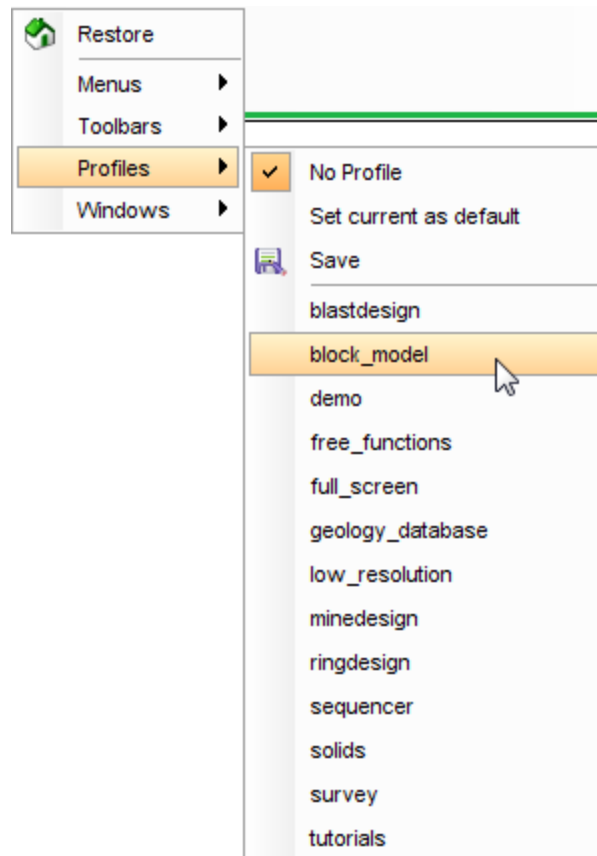 Restore
Menus
Toolbars
Profiles
Windows
No Profile
Set current as default
Save
blastdesign
block_model
demo
free_functions
full_screen
geology_database
low_resolution
minedesign
ringdesign
sequencer
solids
survey
tutorials